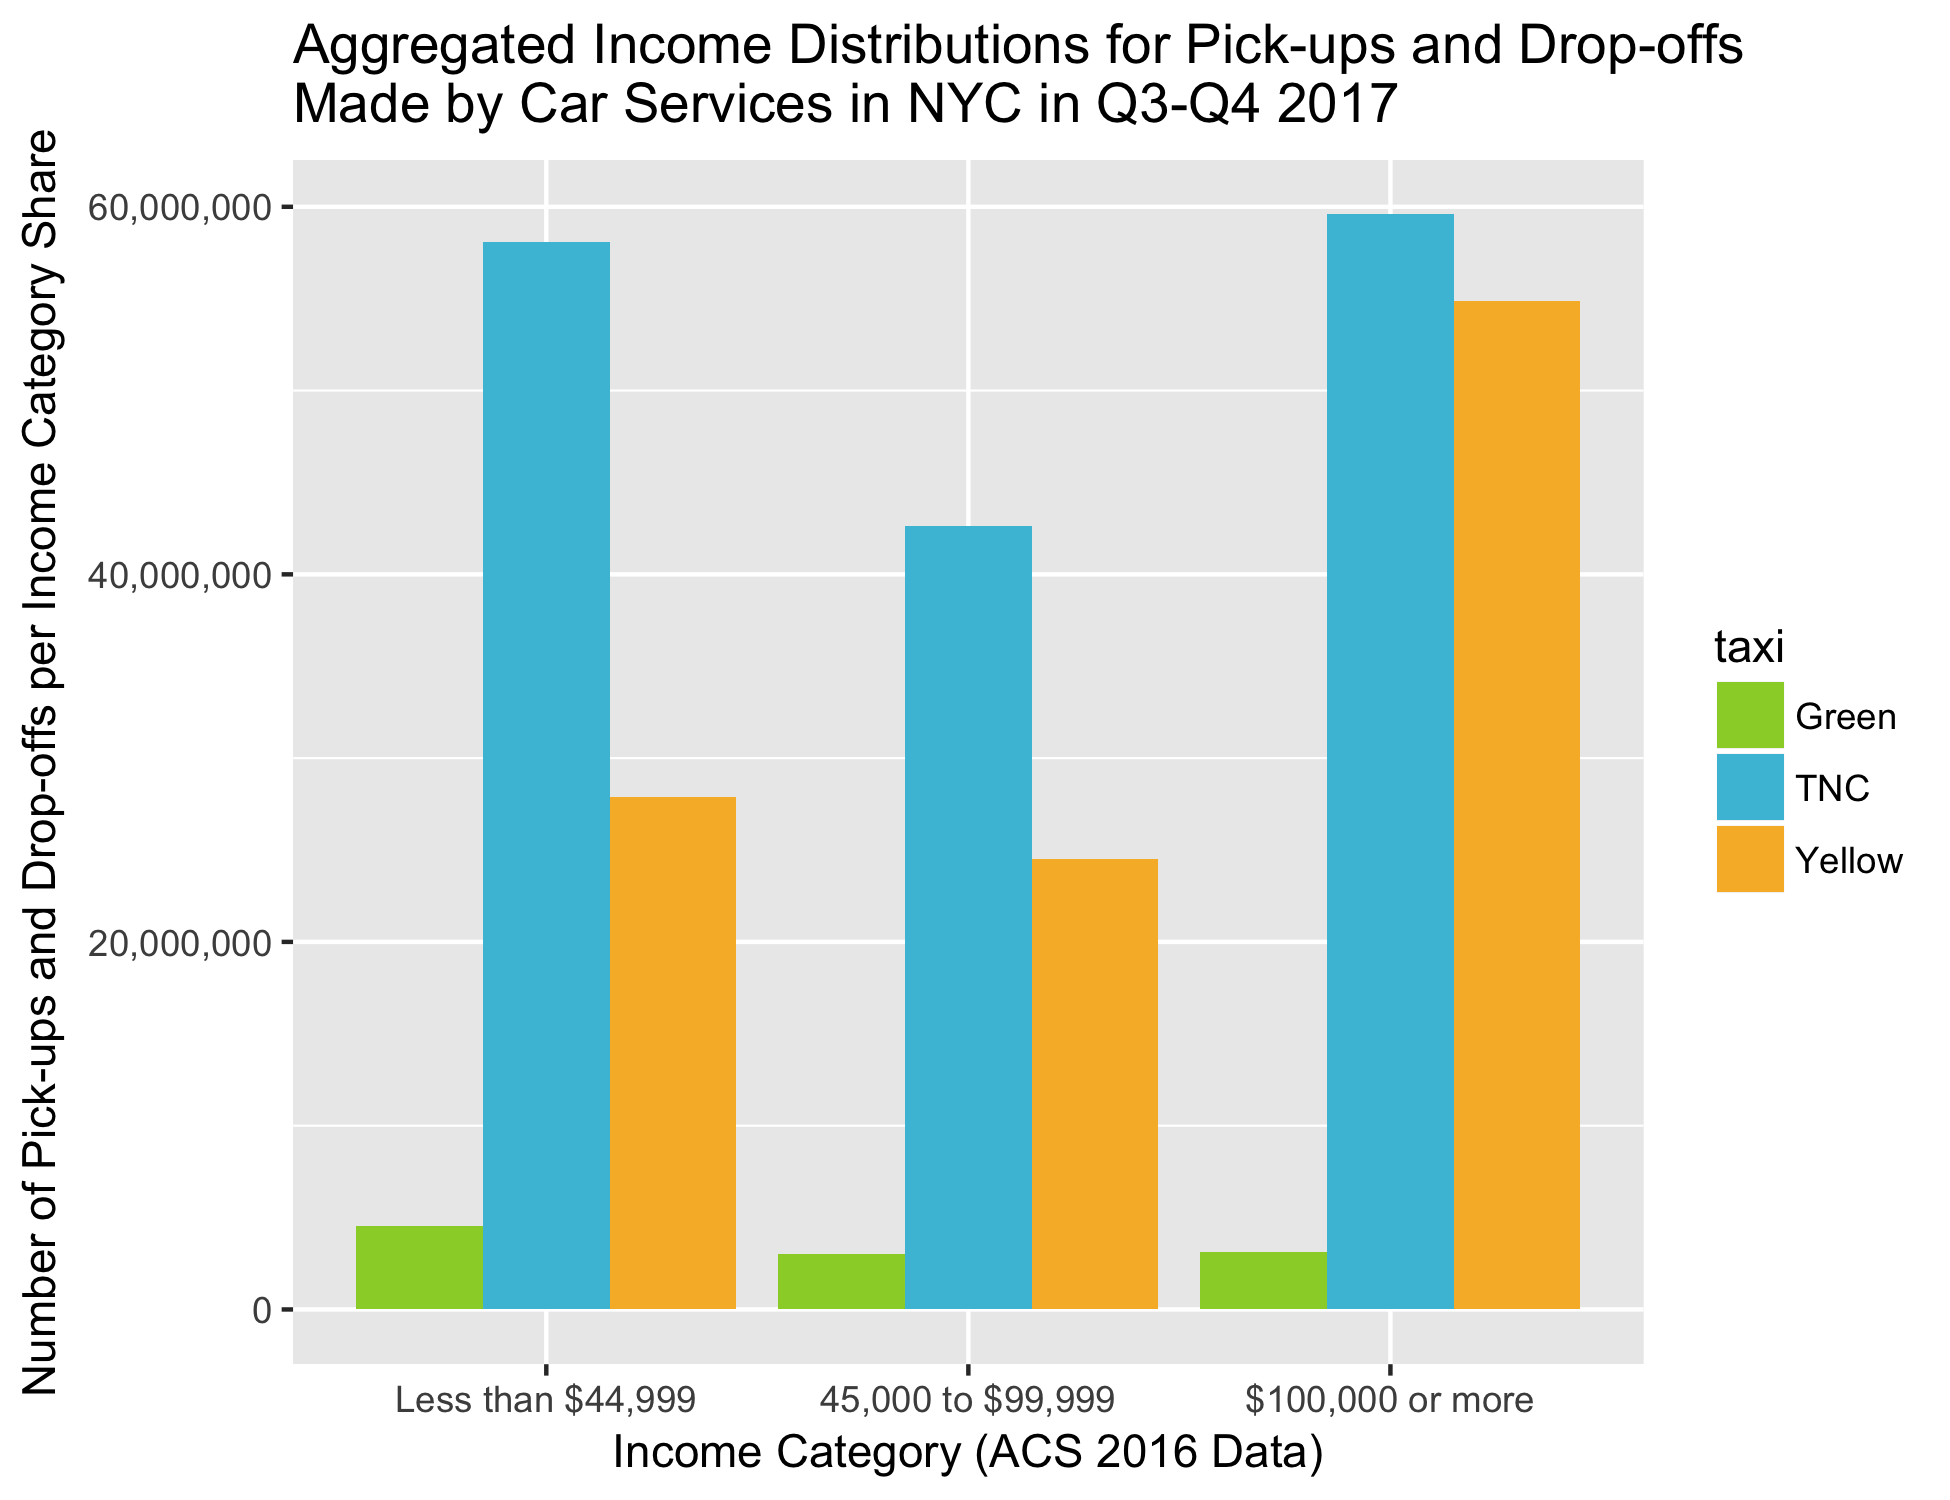 Aggregated Income Distributions for Pick-ups and Drop-offs
Made by Car Services in NYC in Q3-Q4 2017
Number of Pick-ups and Drop-offs per Income Category Share
60,000,000
40,000,000
20,000,000
0
Less than $44,999
45,000 to $99,999
$100,000 or more
Income Category (ACS 2016 Data)
taxi
Green
TNC
Yellow